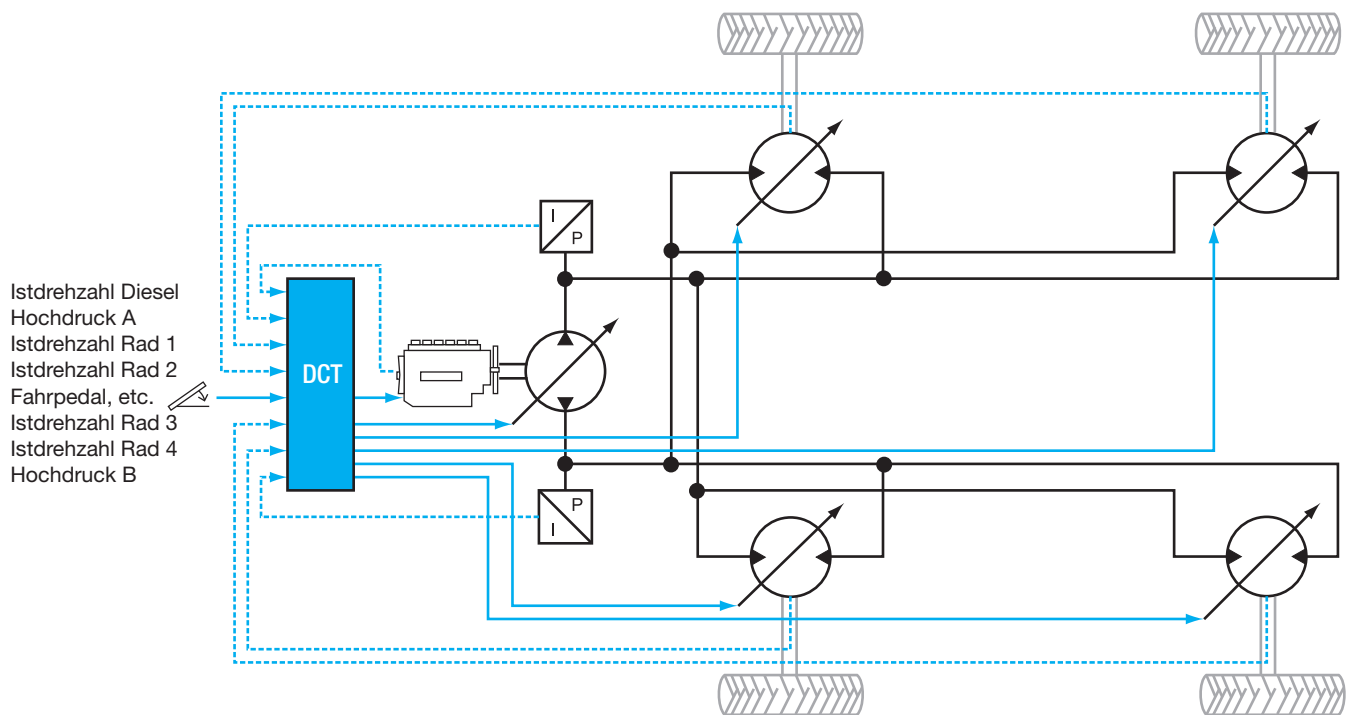 Istdrehzahl Diesel
Hochdruck A
Istdrehzahl Rad 1
Istdrehzahl Rad 2
Fahrpedal, etc.
Istdrehzahl Rad 3
Istdrehzahl Rad 4
Hochdruck B
DCT
I
P
P
I